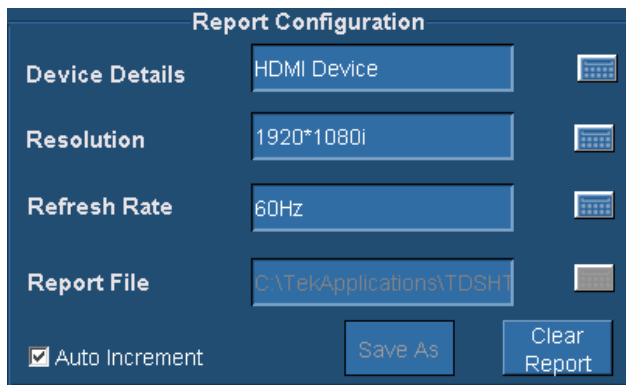 Report Configuration
Device Details
HDMI Device
Resolution
1920*1080i
Refresh Rate
60Hz
Report File
C:\TekApplications\TDSHT
Auto Increment
Save As
Clear
Report